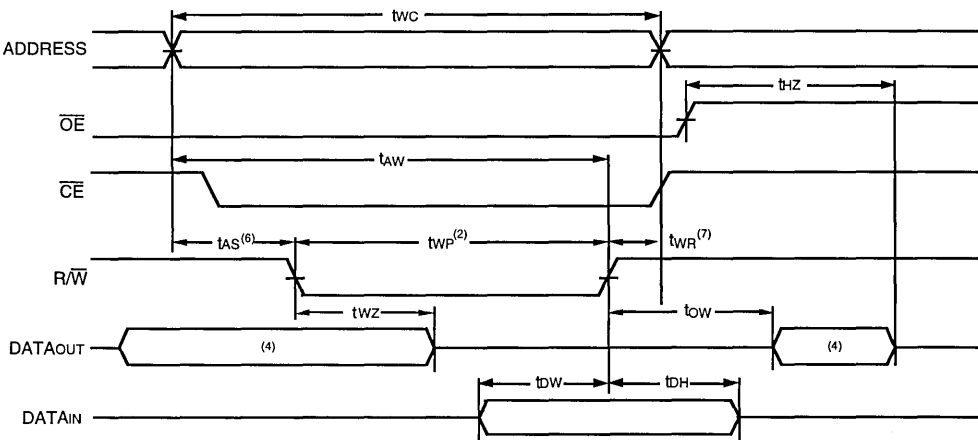 tWC
ADDRESS
tHZ
OE
tAW
CE
tAS(6) tWP(2) tWR(7)
R/W
tWZ tOW
DATAOUT (4) (4)
tDW tDH
DATAIN